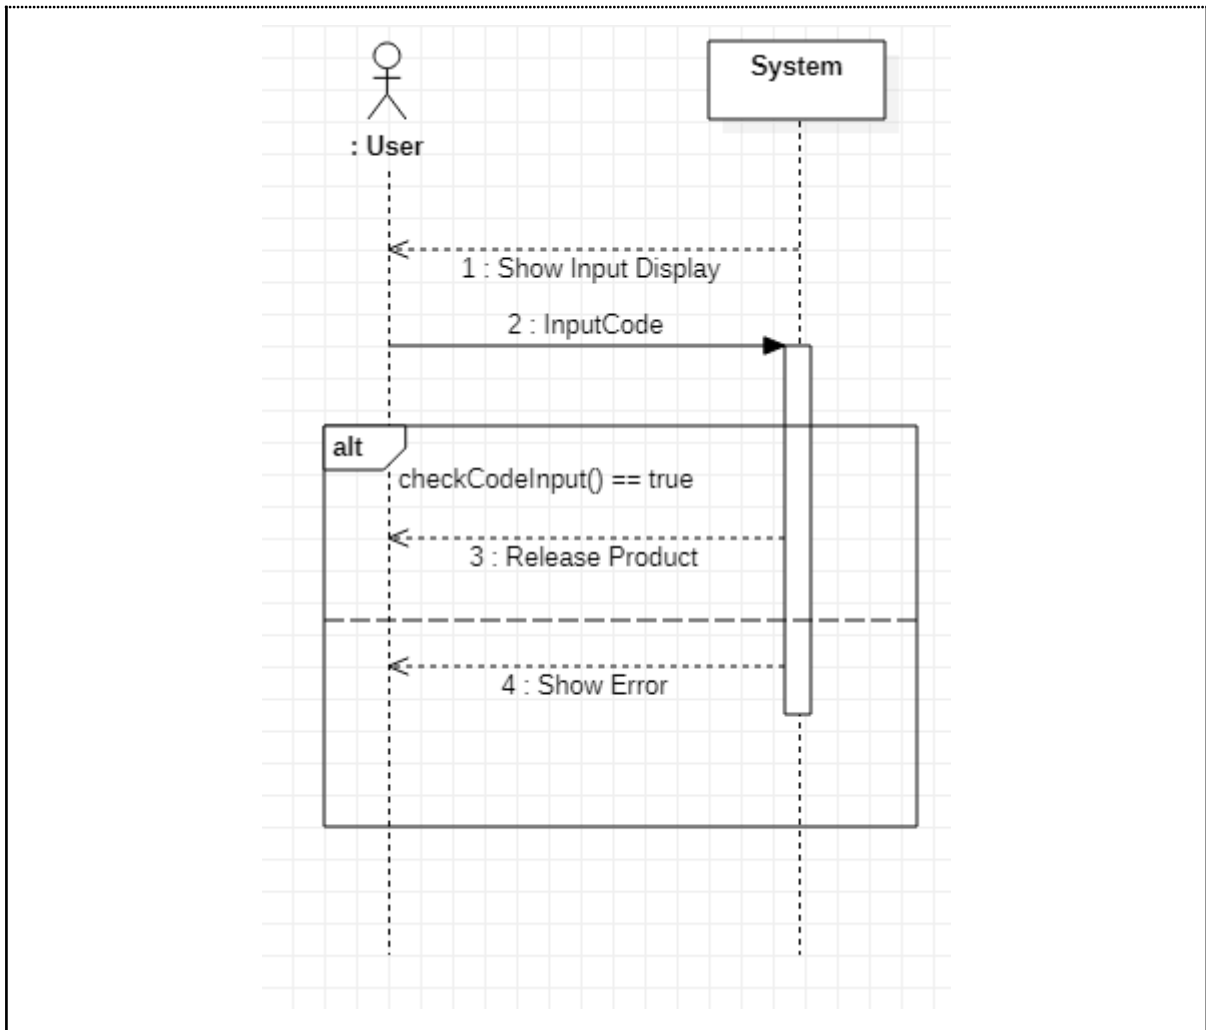 System
: User
1 : Show Input Display
2 : InputCode
alt
checkCodeInput() == true
3 : Release Product
4 : Show Error